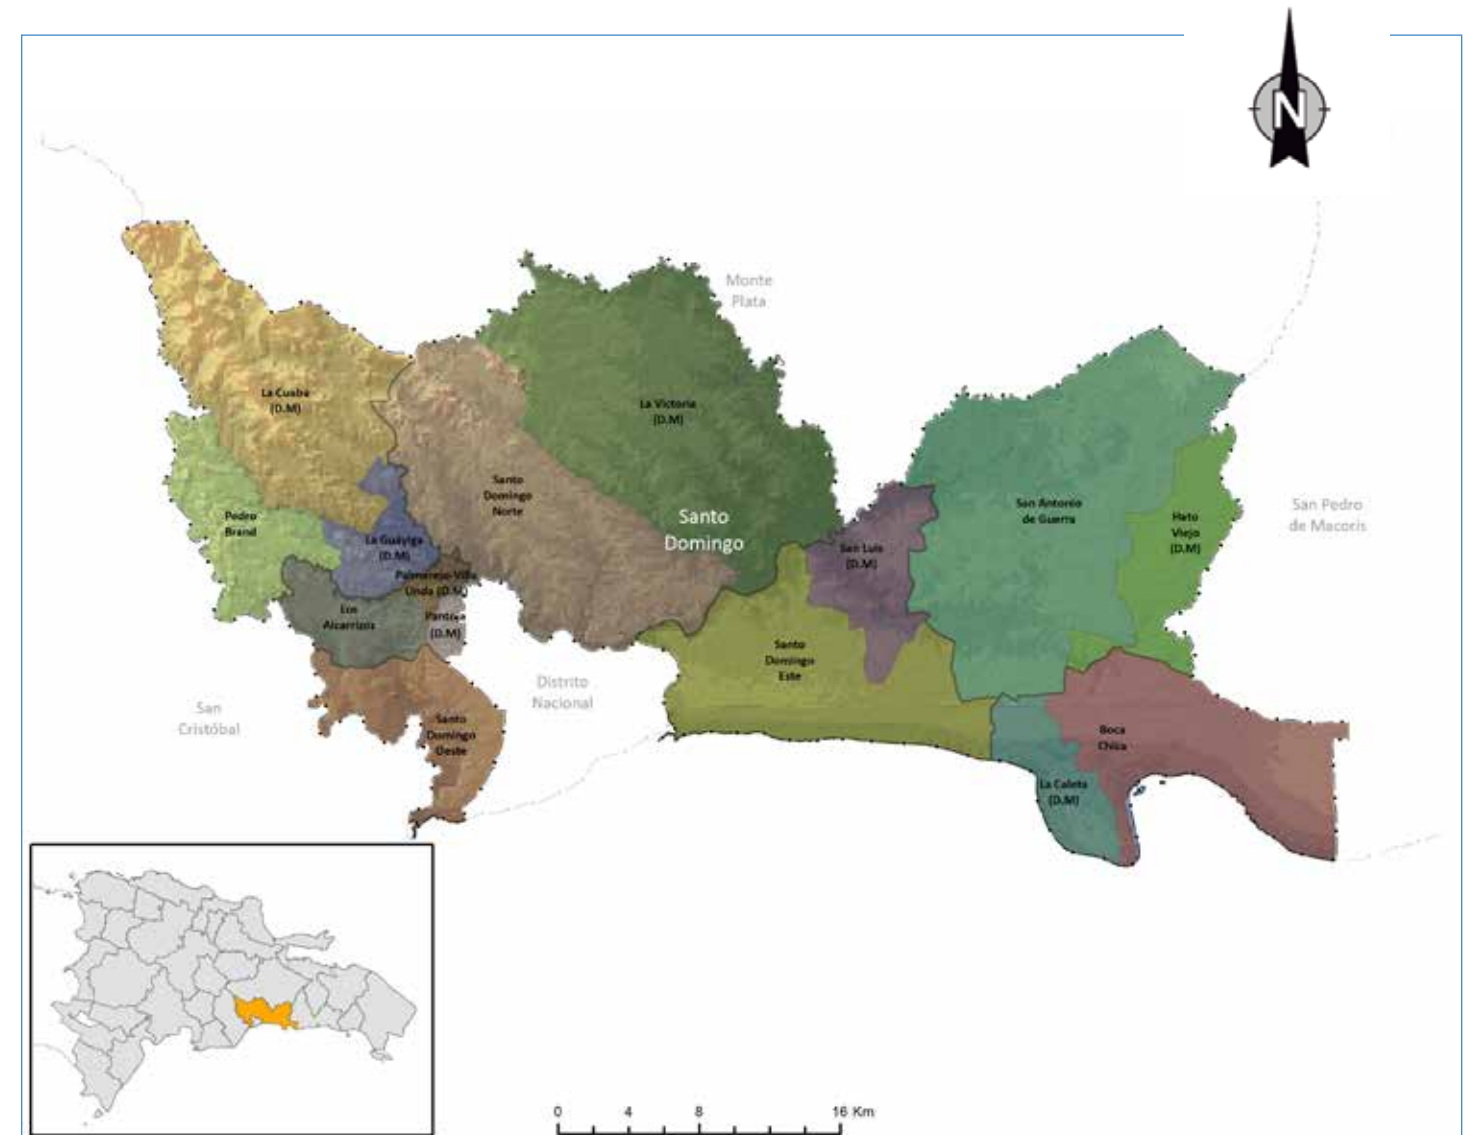 N
Monte
Plata
La Cuaba
(D.M)
La Victoria
(D.M)
Santo
Domingo
Norte
Santo
Domingo
San Antonio
de Guerra
Hato
Viejo
(D.M)
San Pedro
de Macorís
Pedro
Brand
La Guáyiga
(D.M)
San Luis
(D.M)
Palmarejo-Villa
Linda (D.M)
Los
Alcarrizos
Pantoja
(D.M)
Santo
Domingo
Este
Distrito
Nacional
San
Cristóbal
Santo
Domingo
Oeste
Boca
Chica
La Caleta
(D.M)
0 4 8 16 Km